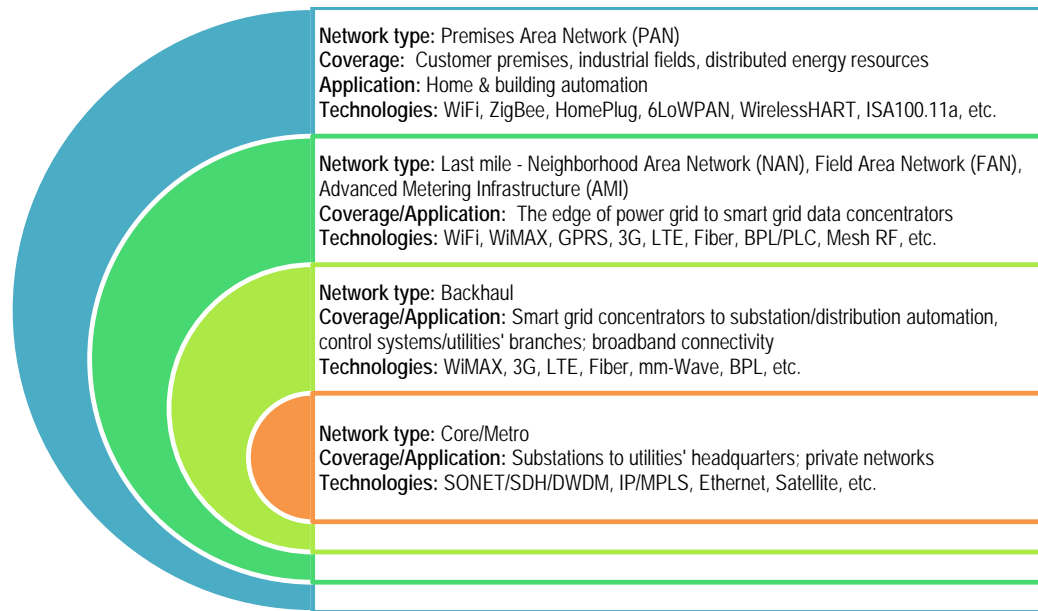 Network type: Premises Area Network (PAN)
Coverage: Customer premises, industrial fields, distributed energy resources
Application: Home & building automation
Technologies: WiFi, ZigBee, HomePlug, 6LoWPAN, WirelessHART, ISA100.11a, etc.
Network type: Last mile - Neighborhood Area Network (NAN), Field Area Network (FAN),
Advanced Metering Infrastructure (AMI)
Coverage/Application: The edge of power grid to smart grid data concentrators
Technologies: WiFi, WiMAX, GPRS, 3G, LTE, Fiber, BPL/PLC, Mesh RF, etc.
Network type: Backhaul
Coverage/Application: Smart grid concentrators to substation/distribution automation,
control systems/utilities' branches; broadband connectivity
Technologies: WiMAX, 3G, LTE, Fiber, mm-Wave, BPL, etc.
Network type: Core/Metro
Coverage/Application: Substations to utilities' headquarters; private networks
Technologies: SONET/SDH/DWDM, IP/MPLS, Ethernet, Satellite, etc.